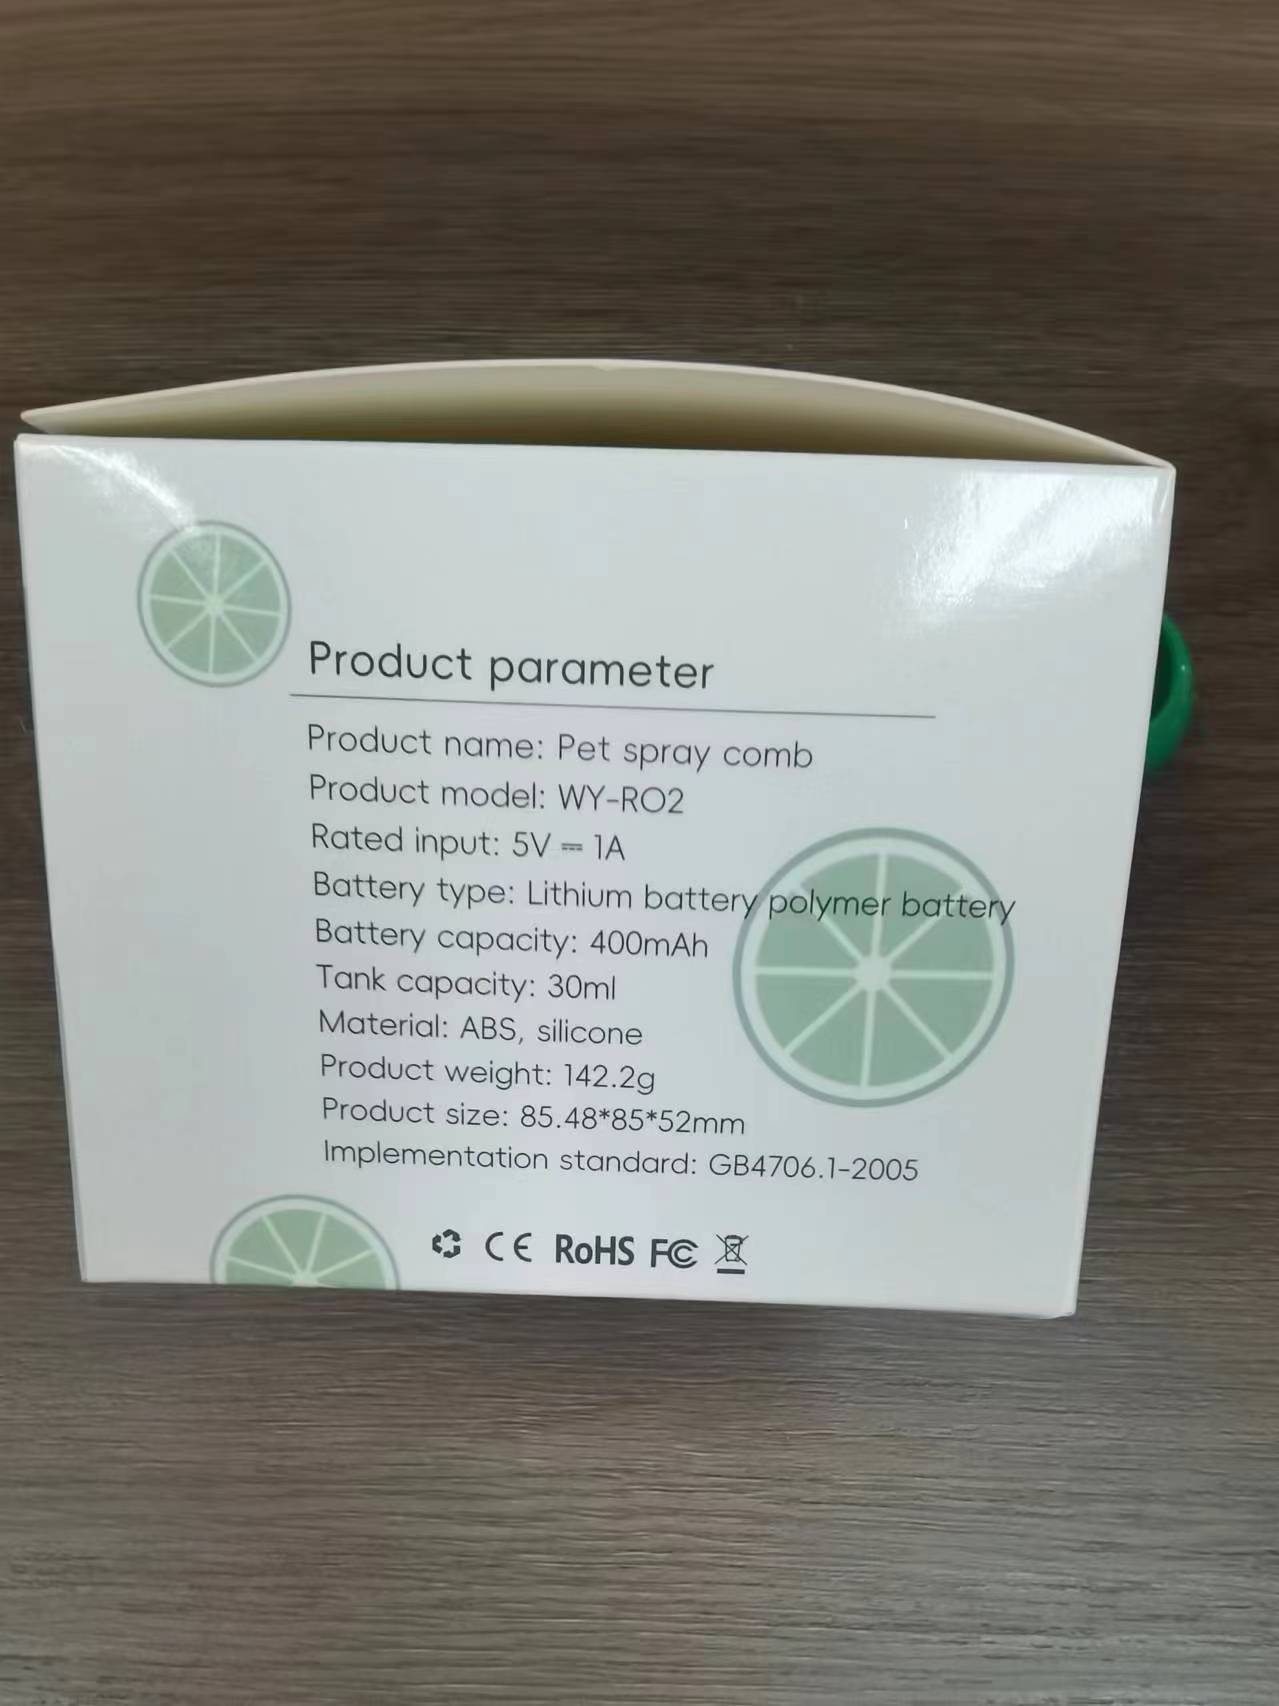 Product parameter
Product name: Pet spray comb
Product model: WY-RO2
Rated input: 5V ⎓ 1A
Battery type: Lithium battery polymer battery
Battery capacity: 400mAh
Tank capacity: 30ml
Material: ABS, silicone
Product weight: 142.2g
Product size: 85.48*85*52mm
Implementation standard: GB4706.1-2005
CE RoHS FC